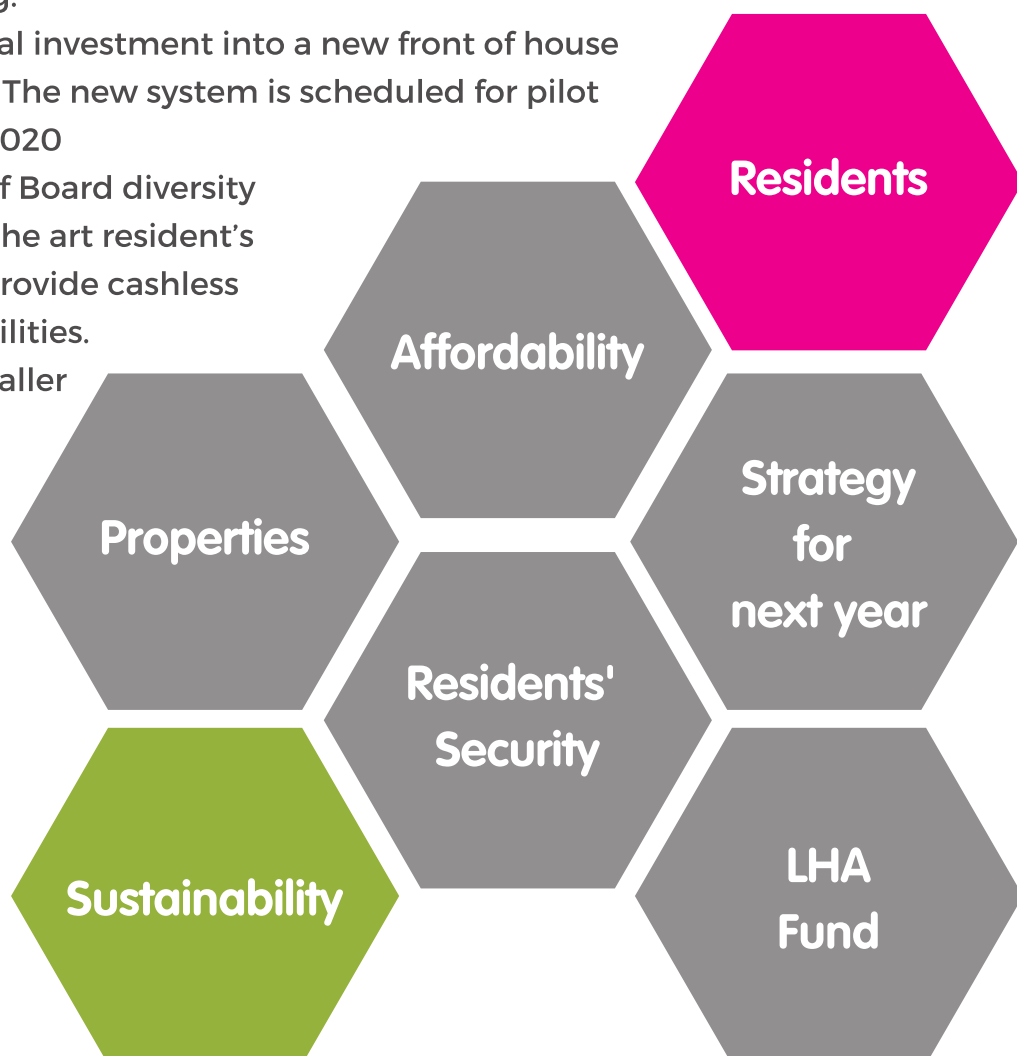 g.
al investment into a new front of house
The new system is scheduled for pilot
020
f Board diversity
he art resident's
rovide cashless
ilities.
aller
Residents
Affordability
Properties
Strategy
for
next year
Residents'
Security
Sustainability
LHA
Fund